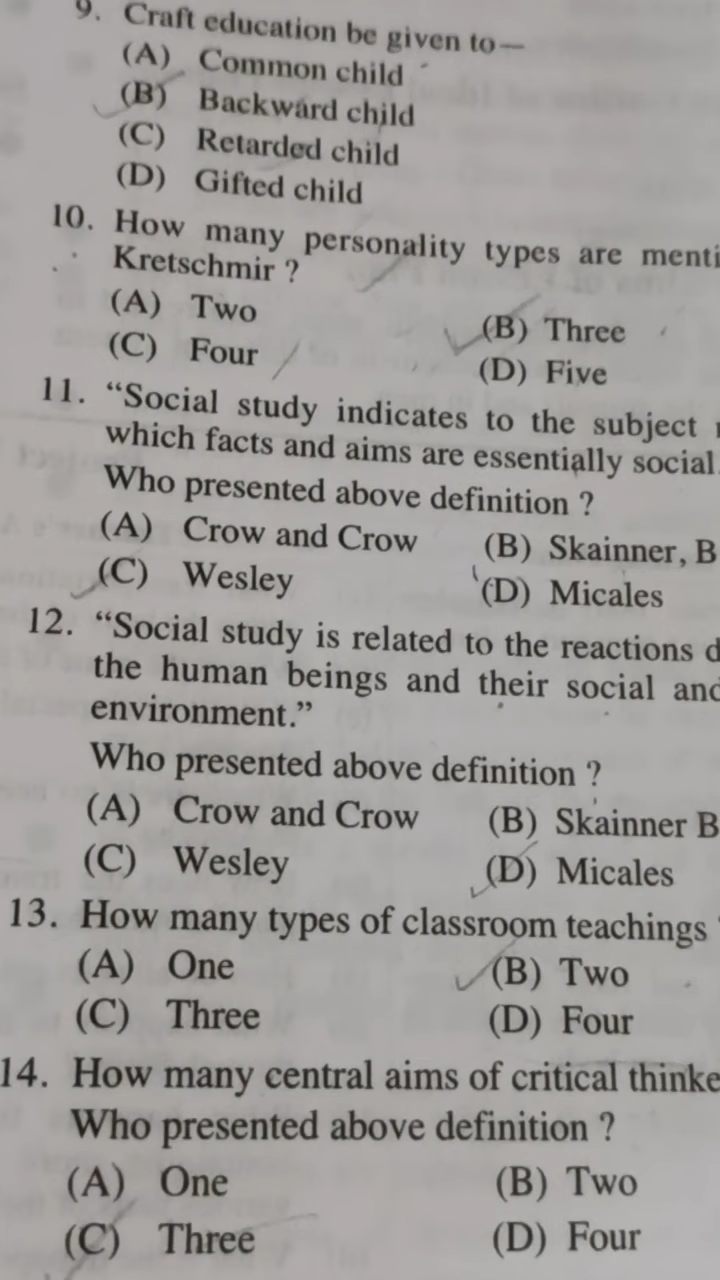 9. Craft education be given to—
(A) Common child
(B) Backward child
(C) Retarded child
(D) Gifted child
10. How many personality types are menti
Kretschmir ?
(A) Two
(B) Three
(C) Four
(D) Five
11. “Social study indicates to the subject
which facts and aims are essentially social.
Who presented above definition ?
(A) Crow and Crow (B) Skainner, B
(C) Wesley (D) Micales
12. “Social study is related to the reactions d
the human beings and their social and
environment.”
Who presented above definition ?
(A) Crow and Crow (B) Skainner B
(C) Wesley (D) Micales
13. How many types of classroom teachings
(A) One (B) Two
(C) Three (D) Four
14. How many central aims of critical thinke
Who presented above definition ?
(A) One (B) Two
(C) Three (D) Four